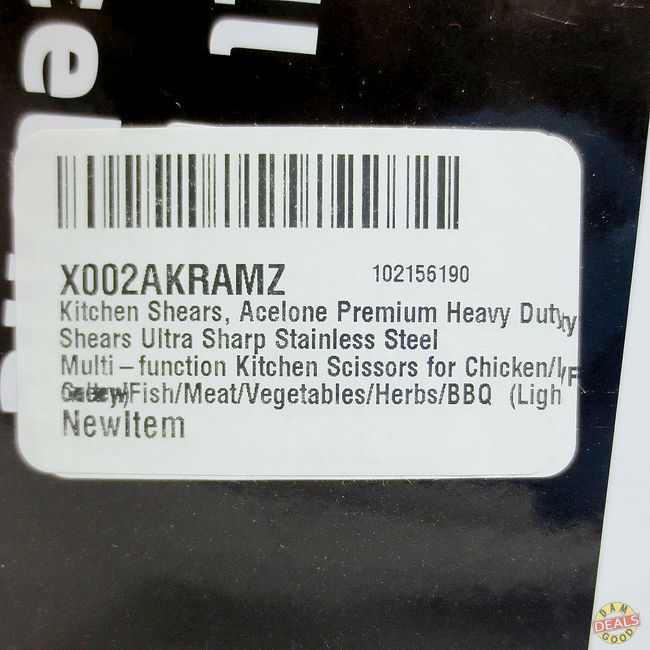 X002AKRAMZ 102156190
Kitchen Shears, Acelone Premium Heavy Duty
Shears Ultra Sharp Stainless Steel
Multi-function Kitchen Scissors for Chicken/
Fish/Meat/Vegetables/Herbs/BBQ (Ligh
NewItem
DAM
DEALS
GOOD